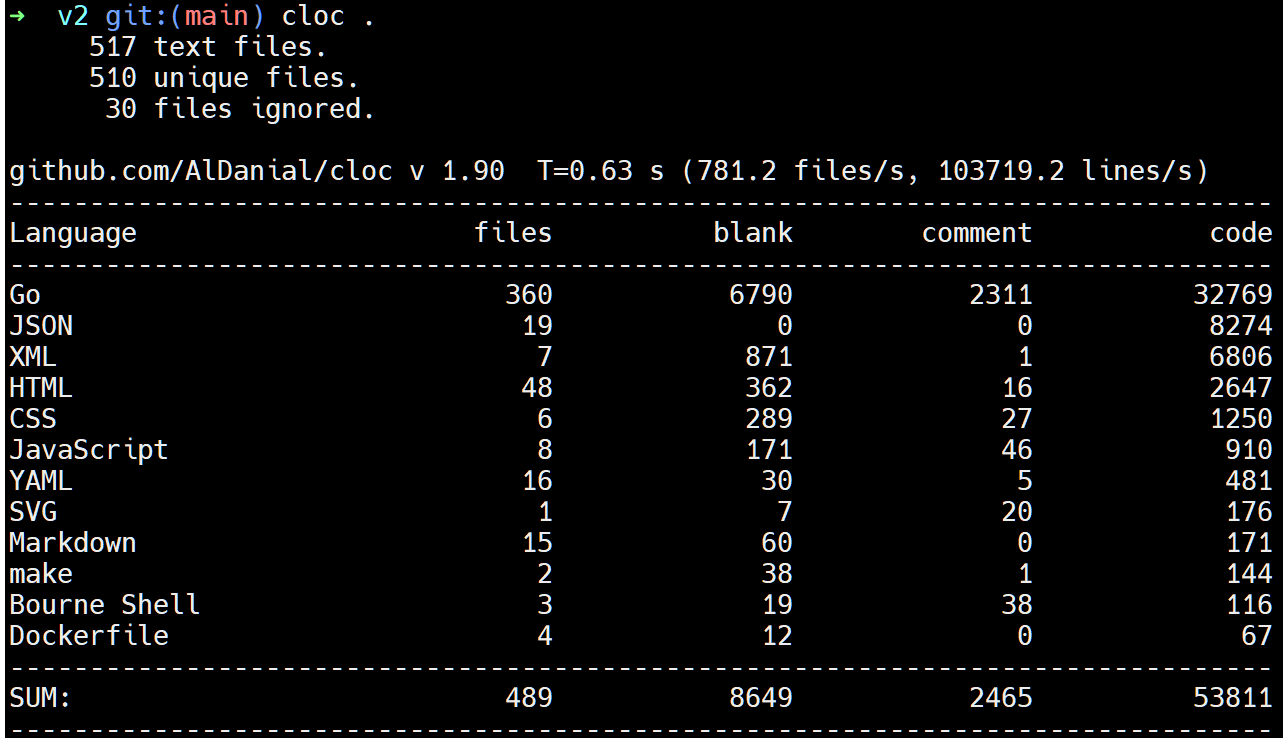 ➜  v2 git:(main) cloc .
     517 text files.
     510 unique files.
      30 files ignored.

github.com/AlDanial/cloc v 1.90  T=0.63 s (781.2 files/s, 103719.2 lines/s)
-------------------------------------------------------------------------------
Language                     files          blank        comment           code
-------------------------------------------------------------------------------
Go                             360           6790           2311          32769
JSON                            19              0              0           8274
XML                              7            871              1           6806
HTML                            48            362             16           2647
CSS                              6            289             27           1250
JavaScript                       8            171             46            910
YAML                            16             30              5            481
SVG                              1              7             20            176
Markdown                        15             60              0            171
make                             2             38              1            144
Bourne Shell                     3             19             38            116
Dockerfile                       4             12              0             67
-------------------------------------------------------------------------------
SUM:                           489           8649           2465          53811
-------------------------------------------------------------------------------